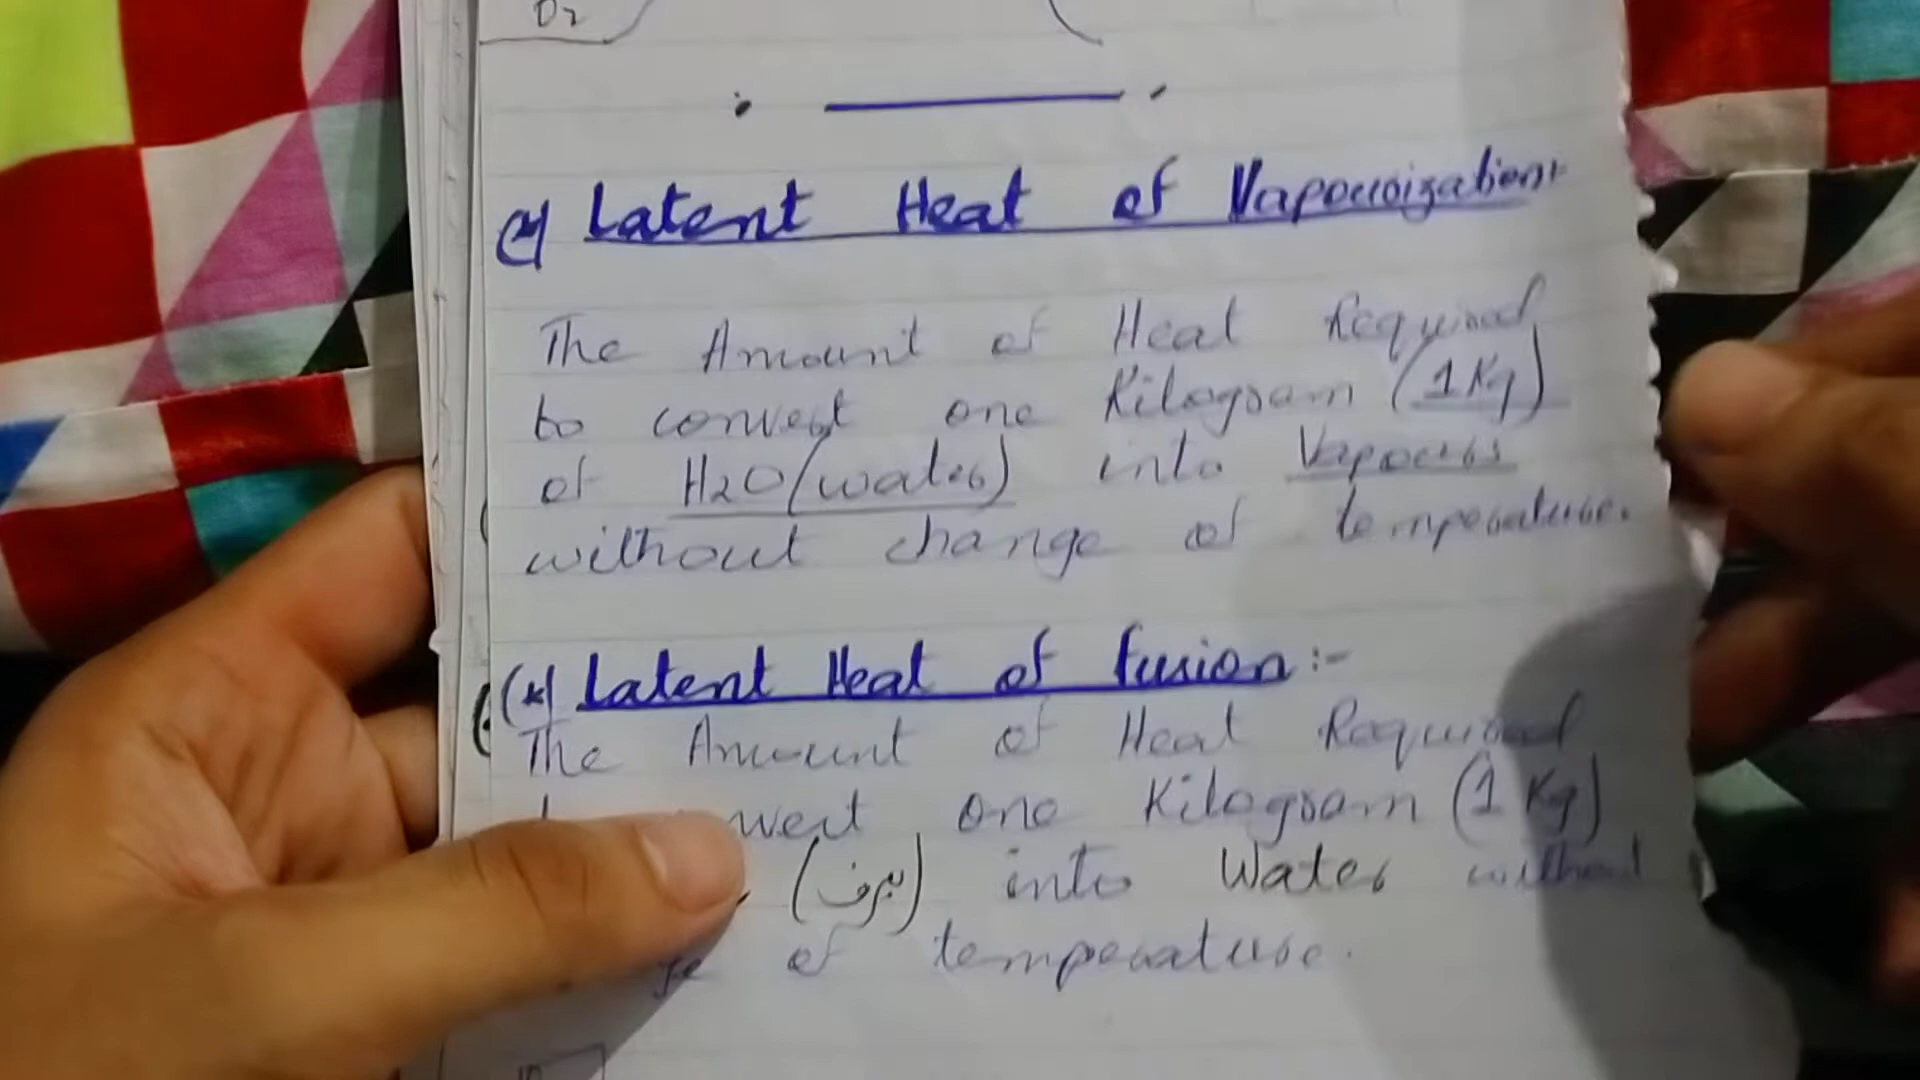 D2
Latent Heat of Vapourization:
The Amount of Heat Required
to convert one Kilogram (1 Kg)
of H2O (water) into Vapours
without change of temperature.
(*) Latent Heat of fusion :-
The Amount of Heat Required
one Kilogram (1 Kg)
(برف) into Water without
of temperature.